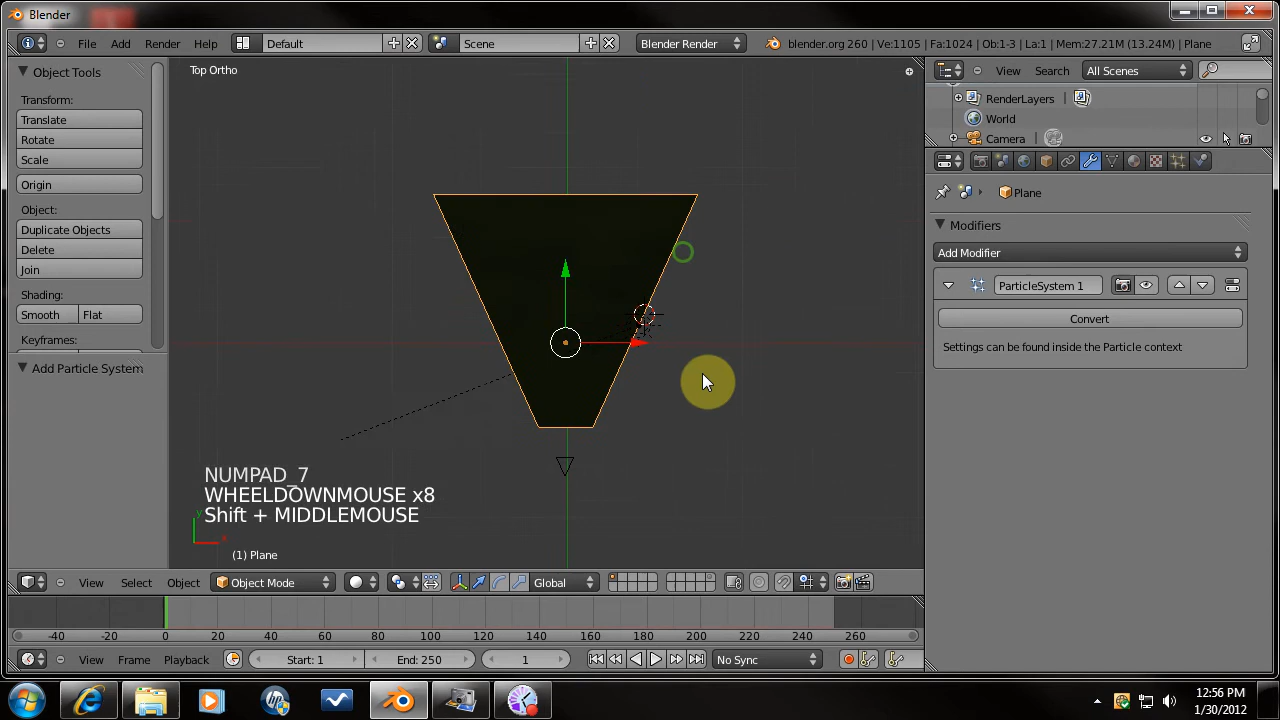 Blender
File Add Render Help Default Scene Blender Render blender.org 260 | Ve:1105 | Fa:1024 | Ob:1-3 | La:1 | Mem:27.21M (13.24M) | Plane
Object Tools
Transform:
Translate
Rotate
Scale
Origin
Object:
Duplicate Objects
Delete
Join
Shading:
Smooth Flat
Keyframes:
Add Particle System
Top Ortho
NUMPAD_7
WHEELDOWNMOUSE x8
Shift + MIDDLEMOUSE
(1) Plane
View Search All Scenes
RenderLayers
World
Camera
Plane
Modifiers
Add Modifier
ParticleSystem 1
Convert
Settings can be found inside the Particle context
View Select Object Object Mode Global
-40 -20 0 20 40 60 80 100 120 140 160 180 200 220 240 260
View Frame Playback Start: 1 End: 250 1 No Sync
12:56 PM
1/30/2012